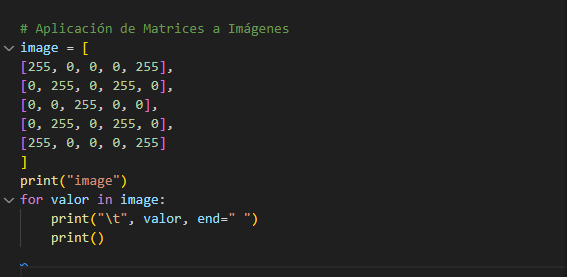 # Aplicación de Matrices a Imágenes
image = [
[255, 0, 0, 0, 255],
[0, 255, 0, 255, 0],
[0, 0, 255, 0, 0],
[0, 255, 0, 255, 0],
[255, 0, 0, 0, 255]
]
print("image")
for valor in image:
    print("\t", valor, end=" ")
    print()